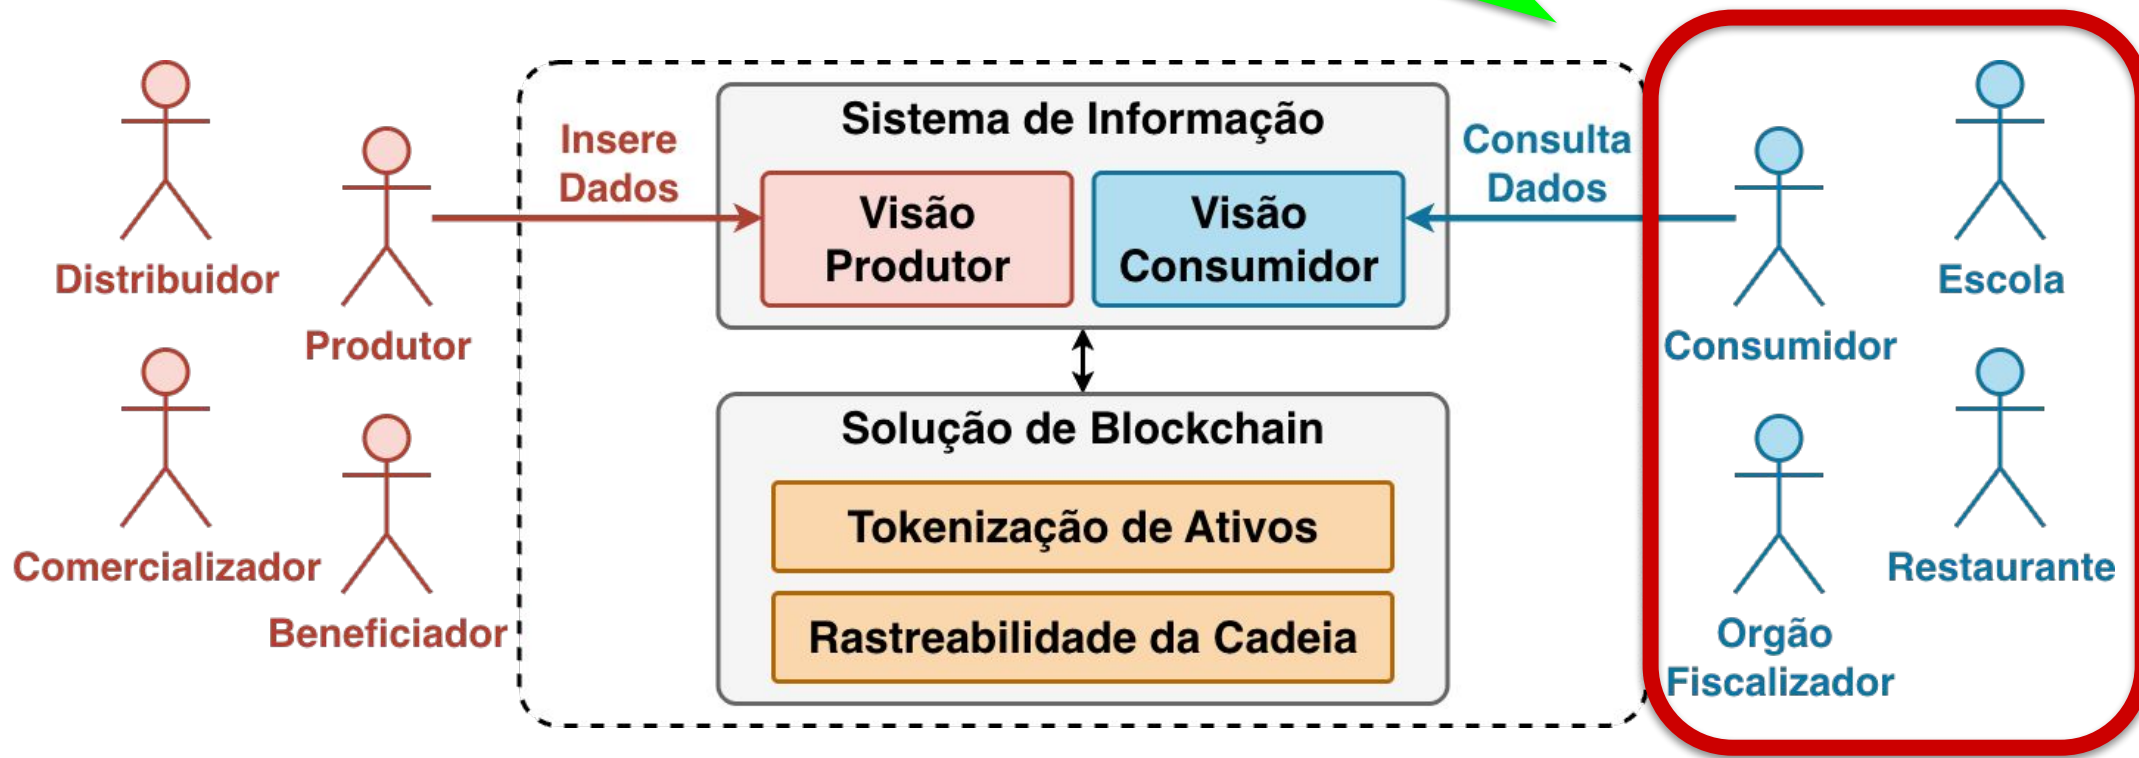 Distribuidor
Produtor
Comercializador
Beneficiador
Insere
Dados
Sistema de Informação
Visão
Produtor
Visão
Consumidor
Solução de Blockchain
Tokenização de Ativos
Rastreabilidade da Cadeia
Consulta
Dados
Consumidor
Escola
Restaurante
Orgão
Fiscalizador